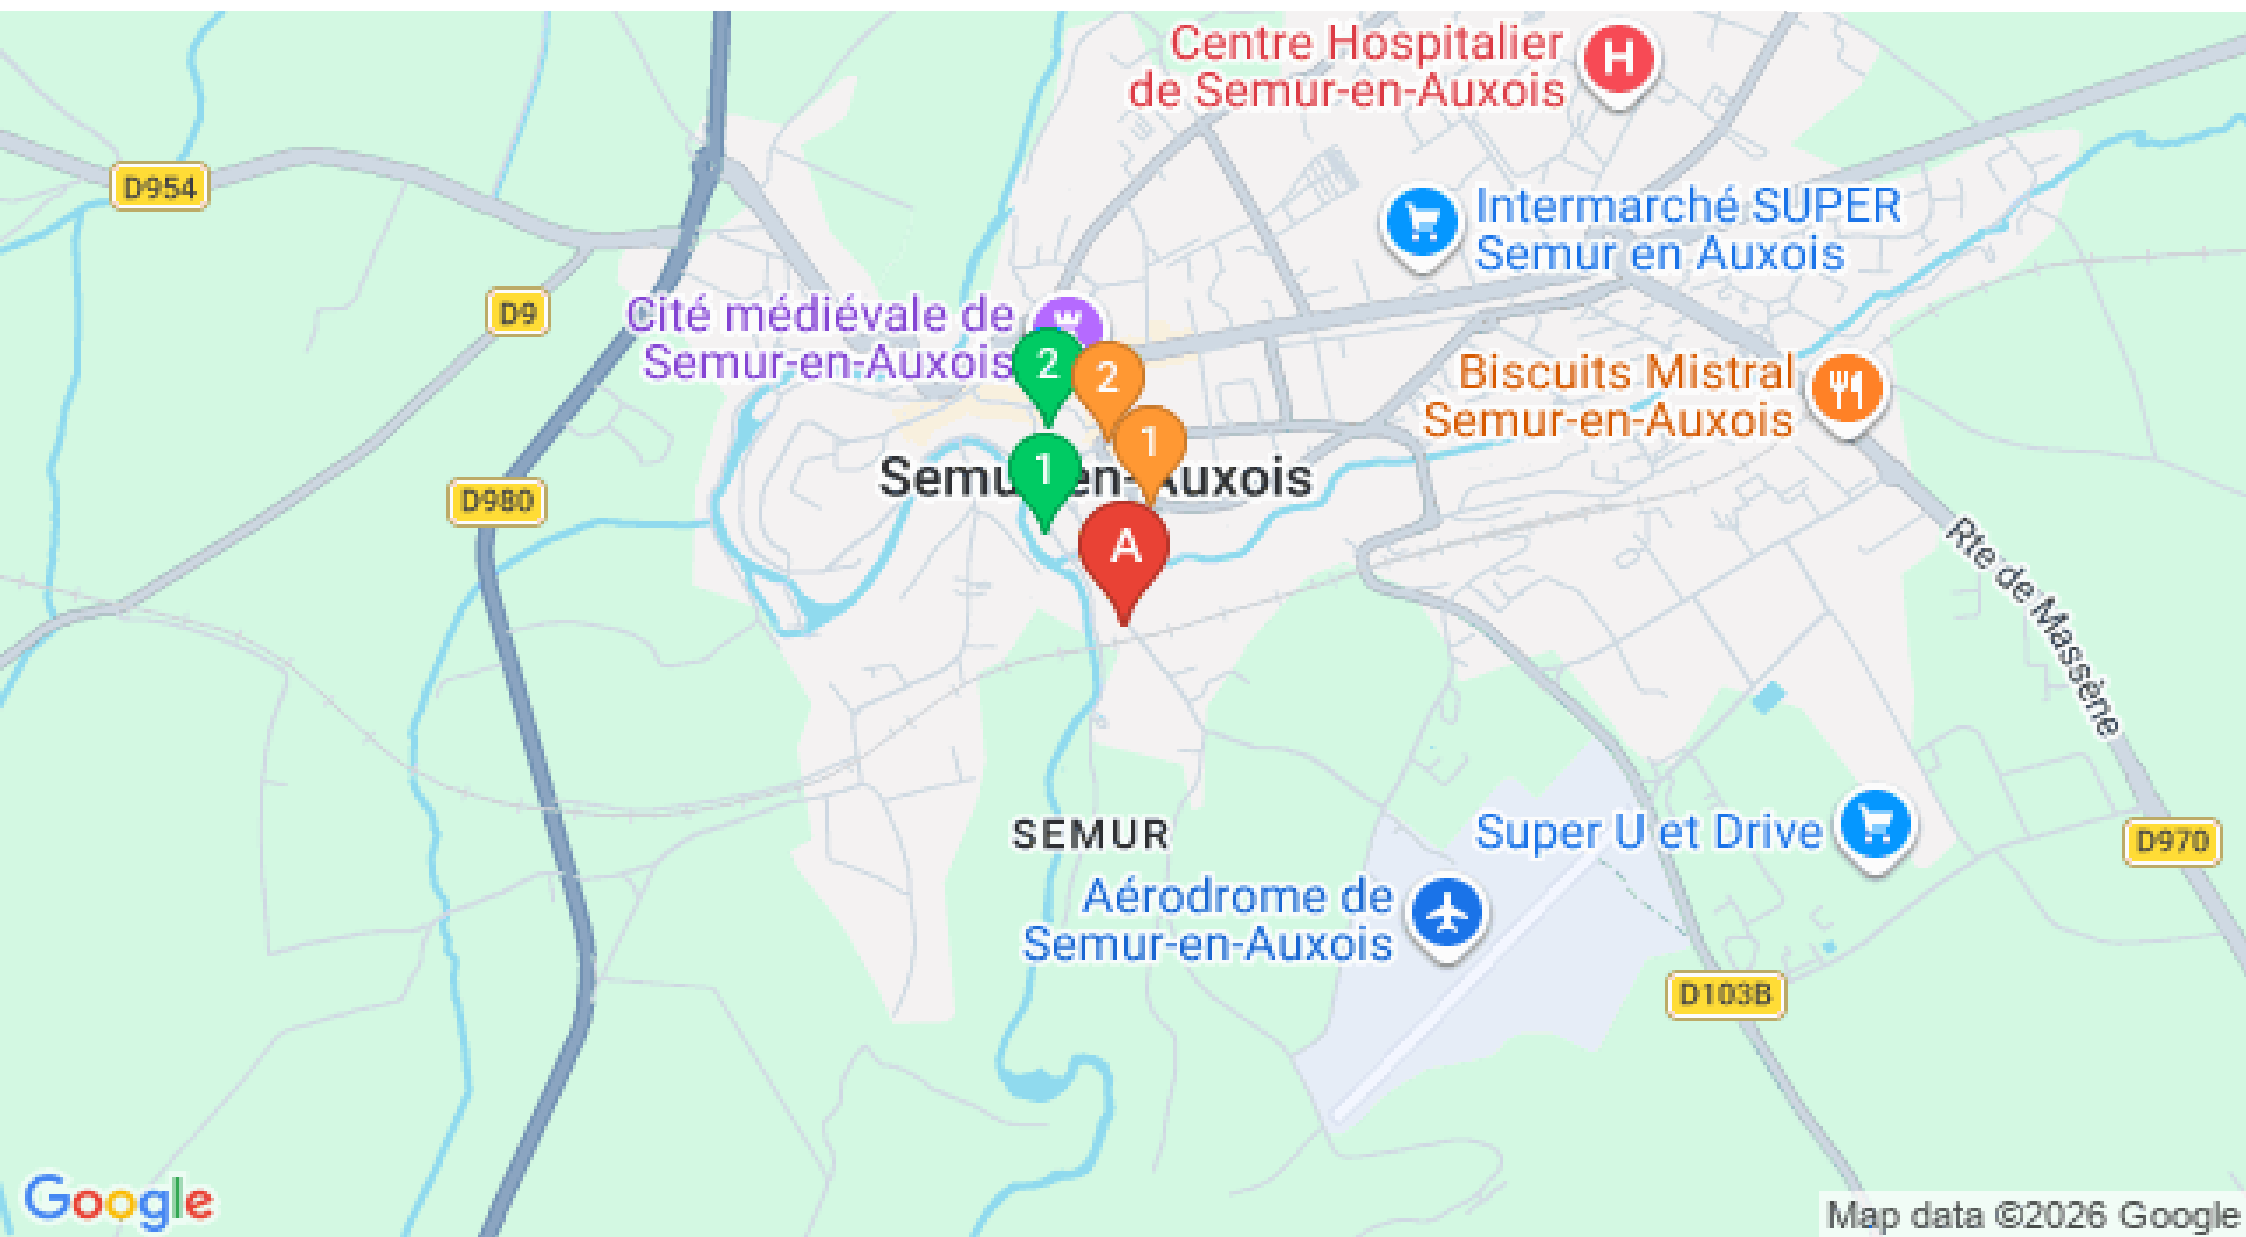 Centre Hospitalier
de Semur-en-Auxois
H
D954
Intermarché SUPER
Semur en Auxois
D9
Cité médiévale de
Semur-en-Auxois
2
2
Biscuits Mistral
Semur-en-Auxois
1
1
Semur-en-Auxois
D980
A
Rte de Massène
SEMUR
Super U et Drive
D970
Aérodrome de
Semur-en-Auxois
D103B
Google
Map data ©2026 Google